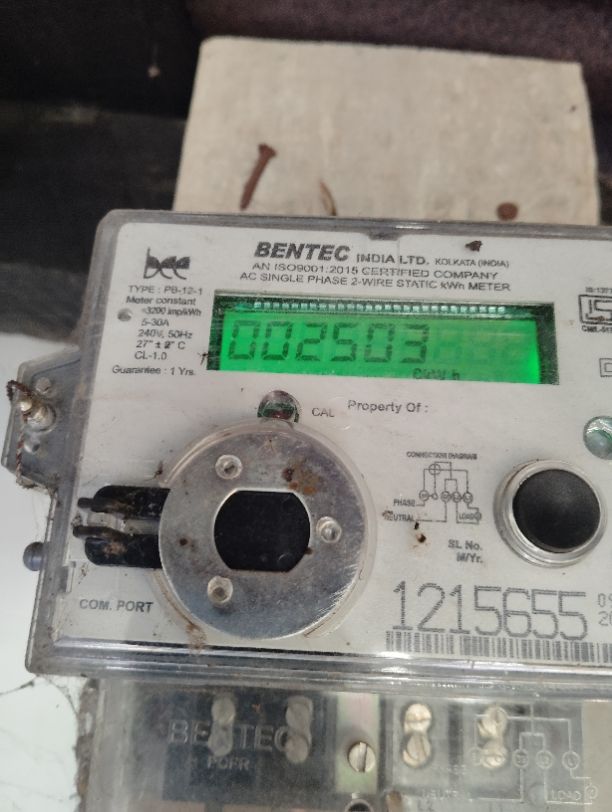 bee
BENTEC INDIA LTD. KOLKATA (INDIA)
AN ISO9001:2015 CERTIFIED COMPANY
AC SINGLE PHASE 2-WIRE STATIC kWh METER
TYPE : PB-12-1
Meter constant
3200 imp/kWh
5-30A
240V, 50Hz
CL-1.0
Guarantee : 1 Yrs.
002503
CAL
Property Of :
CONNECTION DIAGRAM
PHASE
NEUTRAL
LOAD
SL No.
M/Yr.
COM. PORT
1215655
BENTEC
LOAD